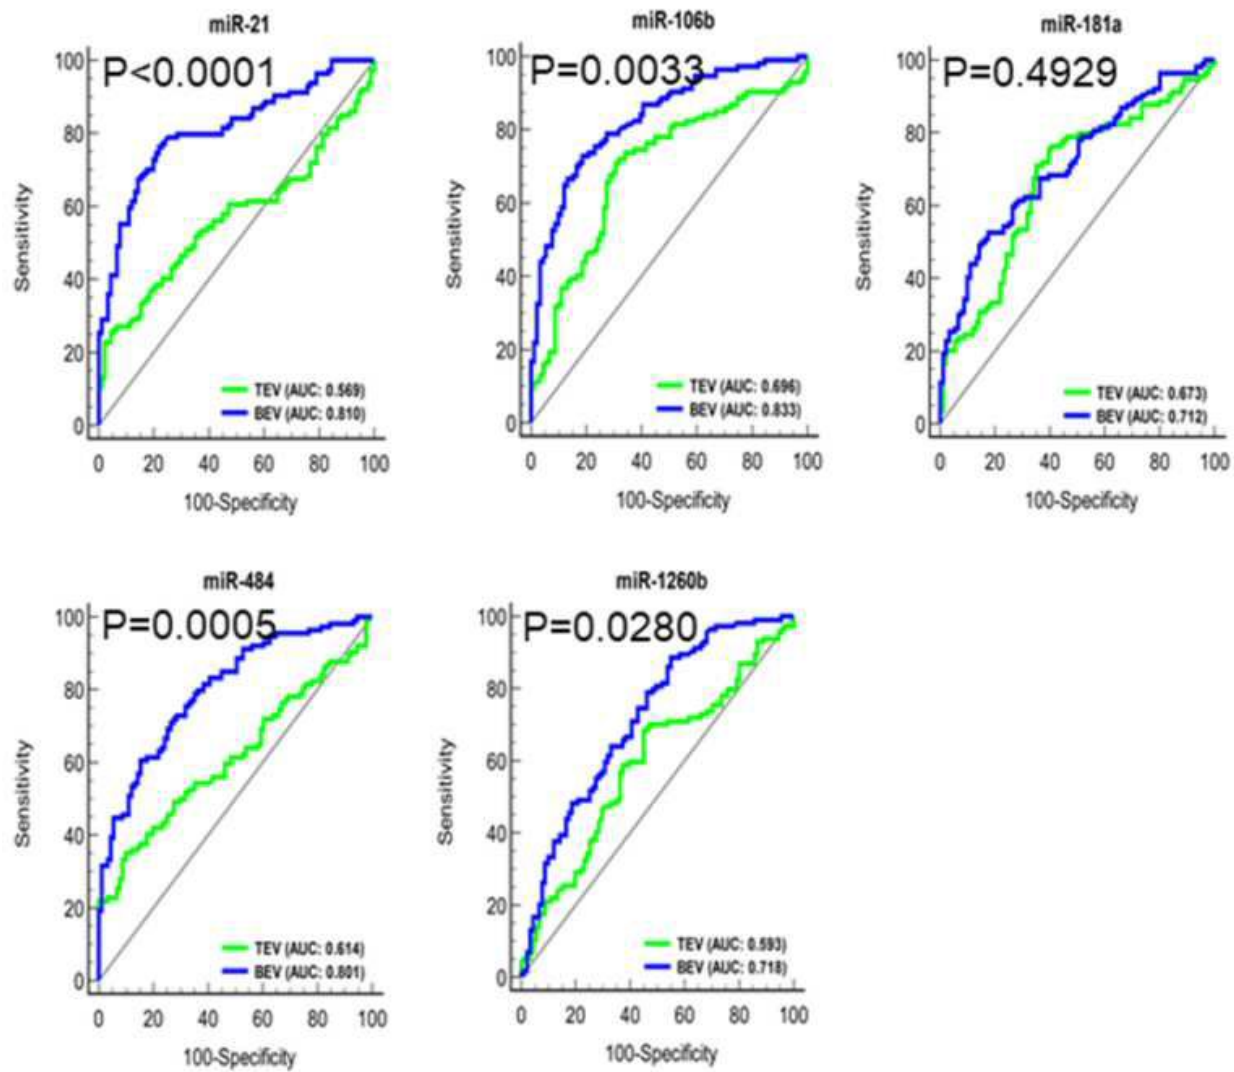 miR-21
P<0.0001
Sensitivity
100
80
60
40
20
0
TEV (AUC: 0.569)
BEV (AUC: 0.810)
0 20 40 60 80 100
100-Specificity
miR-106b
P=0.0033
Sensitivity
100
80
60
40
20
0
TEV (AUC: 0.696)
BEV (AUC: 0.833)
0 20 40 60 80 100
100-Specificity
miR-181a
P=0.4929
Sensitivity
100
80
60
40
20
0
TEV (AUC: 0.673)
BEV (AUC: 0.712)
0 20 40 60 80 100
100-Specificity
miR-484
P=0.0005
Sensitivity
100
80
60
40
20
0
TEV (AUC: 0.614)
BEV (AUC: 0.801)
0 20 40 60 80 100
100-Specificity
miR-1260b
P=0.0280
Sensitivity
100
80
60
40
20
0
TEV (AUC: 0.593)
BEV (AUC: 0.718)
0 20 40 60 80 100
100-Specificity